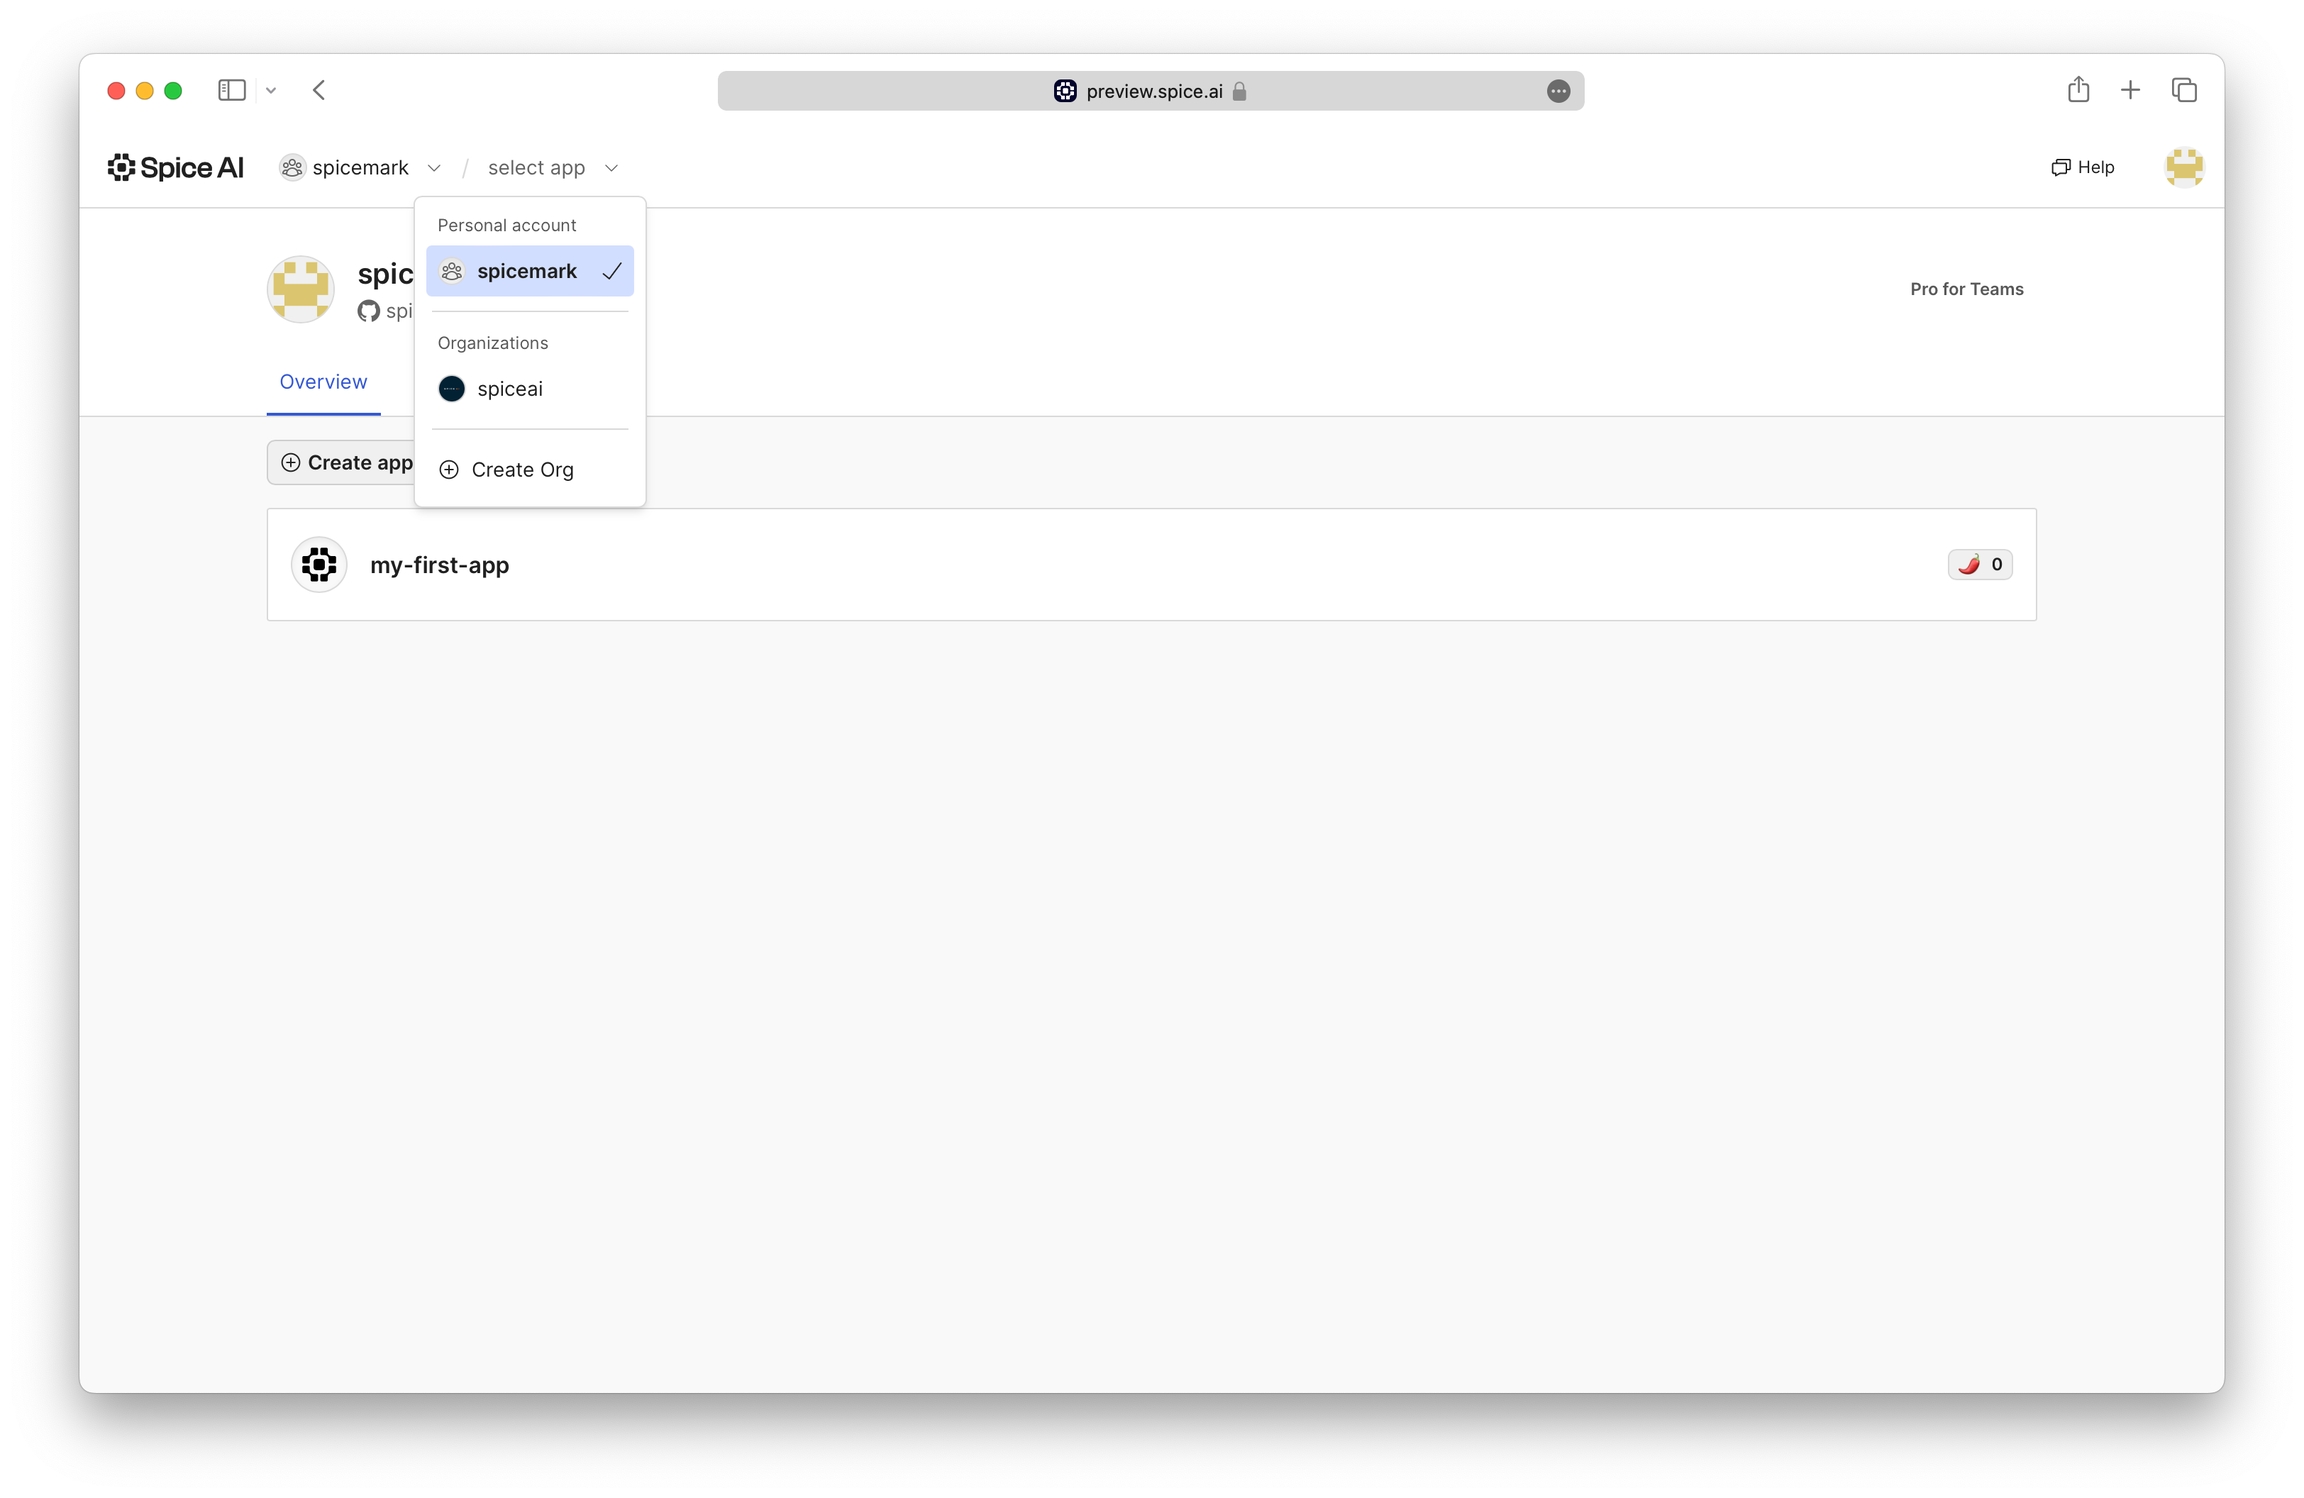 preview.spice.ai
Spice AI
spicemark
/
select app
Help
Personal account
spicemark
Organizations
spiceai
Create Org
spic
spi
Pro for Teams
Overview
Create app
my-first-app
0